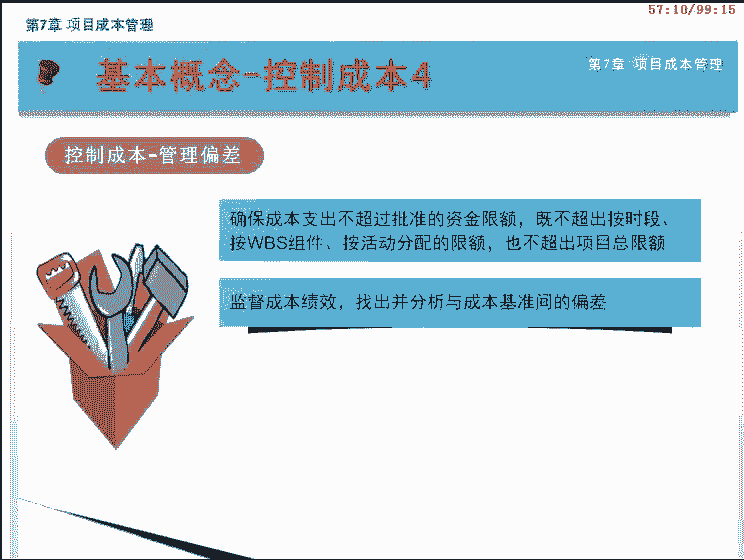 57:10/99:15
第7章 项目成本管理
基本概念-控制成本4
第7章 项目成本管理
控制成本-管理偏差
确保成本支出不超过批准的资金限额，既不超出按时段、
按WBS组件、按活动分配的限额，也不超出项目总限额
监督成本绩效，找出并分析与成本基准间的偏差